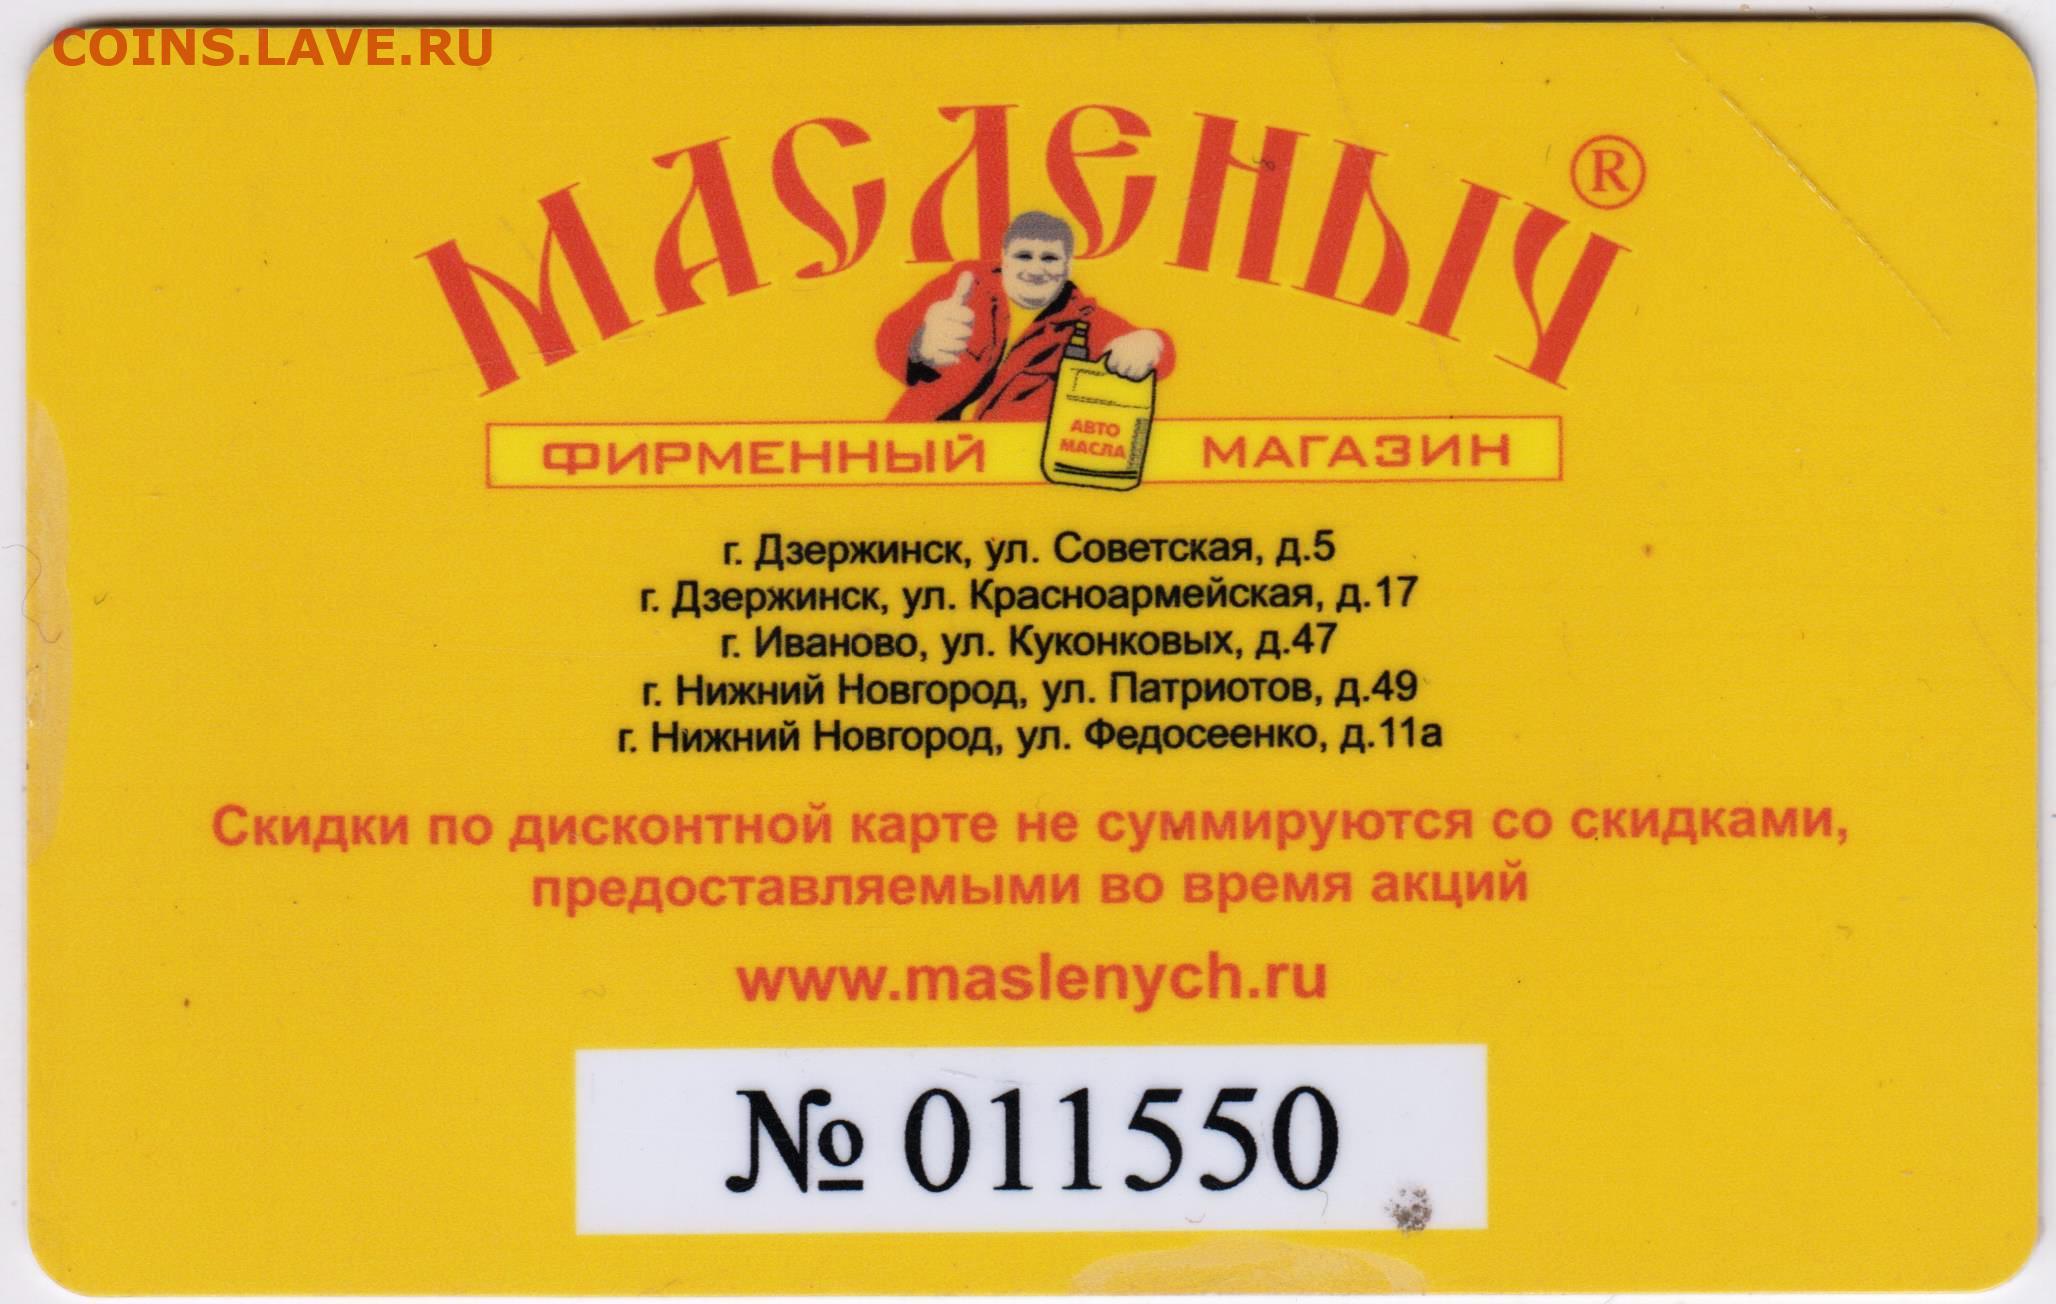 COINS.LAVE.RU
МАСЛЕНЫЧ ®
АВТО
МАСЛА
ФИРМЕННЫЙ МАГАЗИН
г. Дзержинск, ул. Советская, д.5
г. Дзержинск, ул. Красноармейская, д.17
г. Иваново, ул. Куконковых, д.47
г. Нижний Новгород, ул. Патриотов, д.49
г. Нижний Новгород, ул. Федосеенко, д.11а
Скидки по дисконтной карте не суммируются со скидками,
предоставляемыми во время акций
www.maslenych.ru
№ 011550